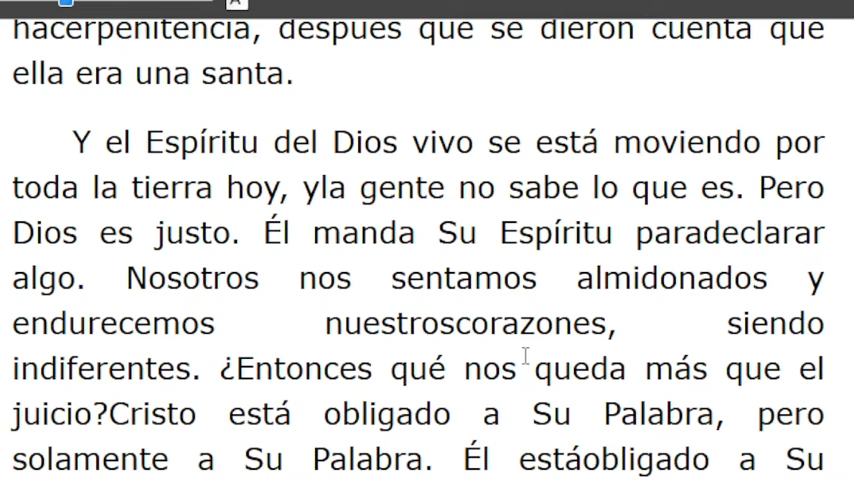 hacerpenitencia, después que se dieron cuenta que
ella era una santa.
Y el Espíritu del Dios vivo se está moviendo por
toda la tierra hoy, yla gente no sabe lo que es. Pero
Dios es justo. Él manda Su Espíritu paradeclarar
algo. Nosotros nos sentamos almidonados y
endurecemos nuestroscorazones, siendo
indiferentes. ¿Entonces qué nos queda más que el
juicio?Cristo está obligado a Su Palabra, pero
solamente a Su Palabra. Él estáobligado a Su